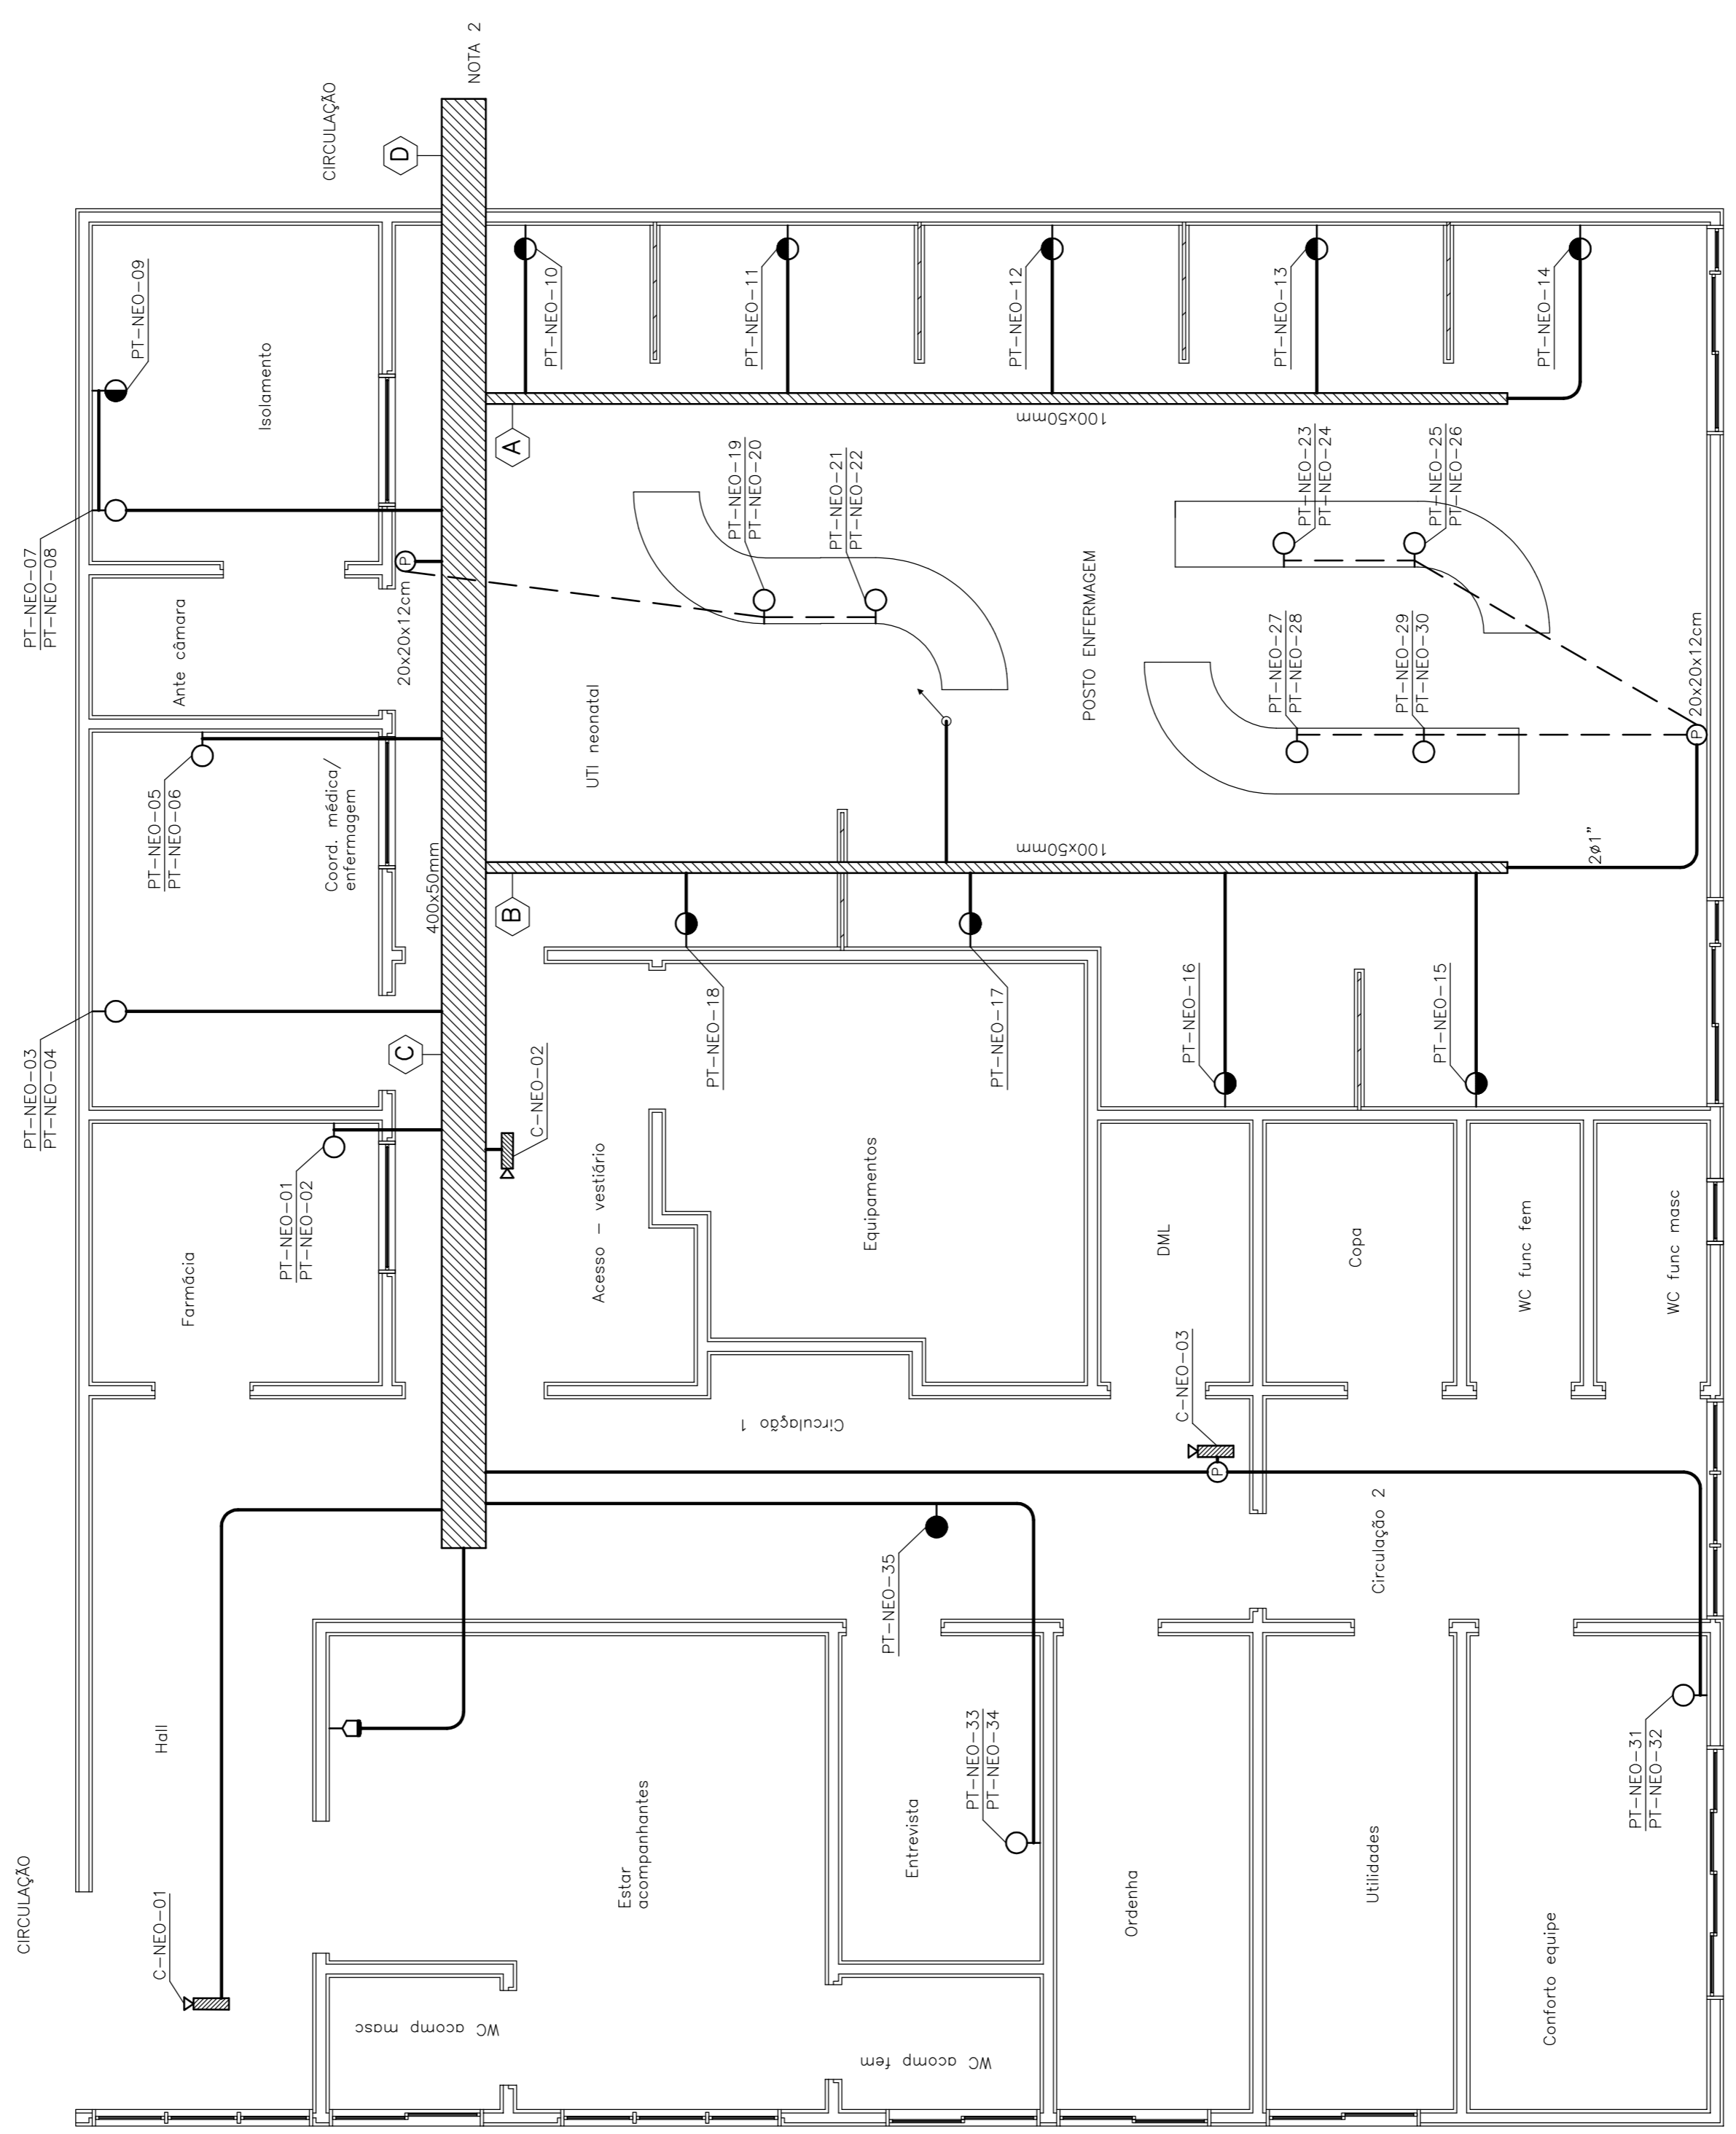 CIRCULAÇÃO
NOTA 2
D
PT-NEO-09
Isolamento
PT-NEO-07
PT-NEO-08
P
20x20x12cm
Ante câmara
PT-NEO-05
PT-NEO-06
Coord. médica/
enfermagem
400x50mm
PT-NEO-03
PT-NEO-04
C
PT-NEO-01
PT-NEO-02
Farmácia
Hall
CIRCULAÇÃO
C-NEO-01
PT-NEO-10
PT-NEO-11
PT-NEO-12
PT-NEO-13
PT-NEO-14
A
100x50mm
PT-NEO-19
PT-NEO-20
PT-NEO-21
PT-NEO-22
PT-NEO-23
PT-NEO-24
PT-NEO-25
PT-NEO-26
UTI neonatal
POSTO ENFERMAGEM
PT-NEO-27
PT-NEO-28
PT-NEO-29
PT-NEO-30
20x20x12cm
P
B
100x50mm
2ø1"
PT-NEO-18
PT-NEO-17
PT-NEO-16
PT-NEO-15
C-NEO-02
Acesso - vestiário
Equipamentos
DML
Copa
WC func fem
WC func masc
Circulação 1
C-NEO-03
P
Circulação 2
PT-NEO-35
PT-NEO-33
PT-NEO-34
PT-NEO-31
PT-NEO-32
Estar
acompanhantes
Entrevista
Ordenha
Utilidades
Conforto equipe
WC acomp masc
WC acomp fem